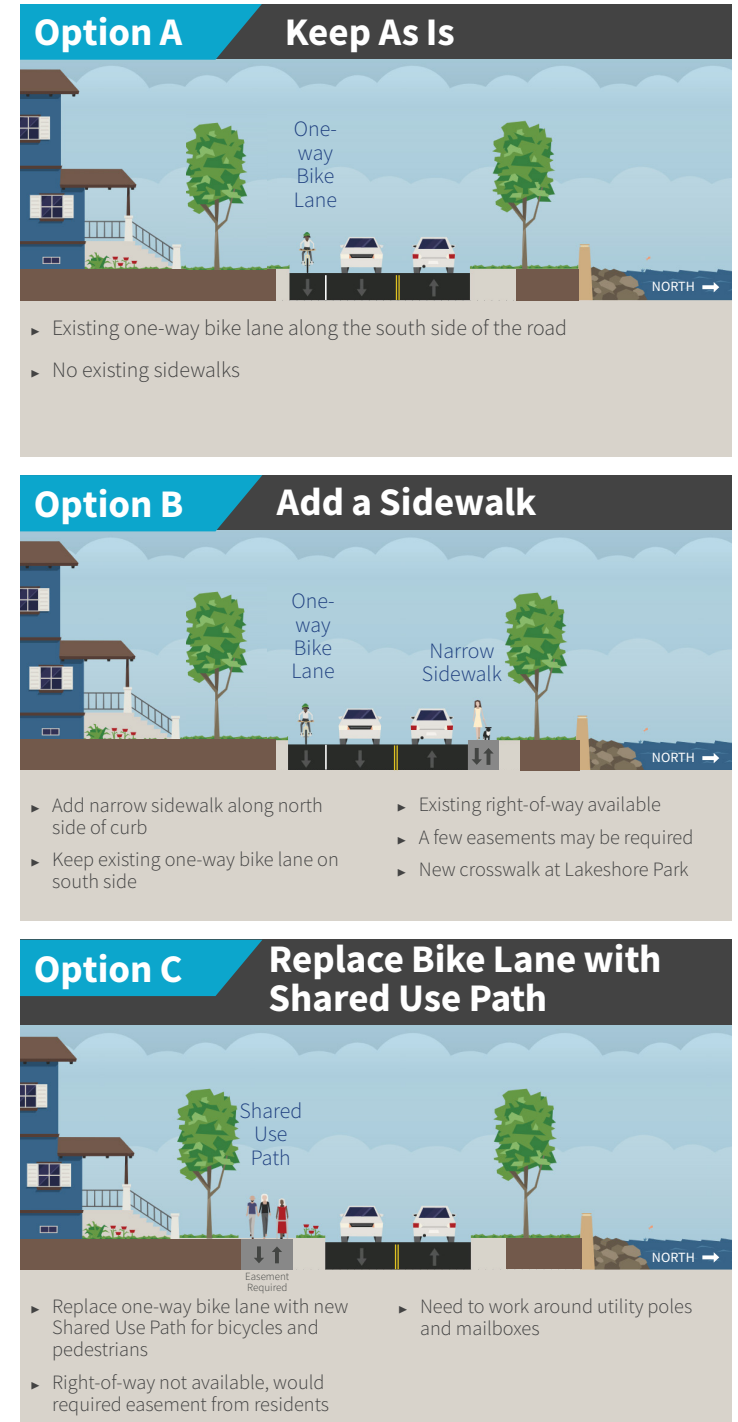 Option A
Keep As Is
One-
way
Bike
Lane
NORTH
Existing one-way bike lane along the south side of the road
No existing sidewalks
Option B
Add a Sidewalk
One-
way
Bike
Lane
Narrow
Sidewalk
NORTH
Add narrow sidewalk along north
side of curb
Keep existing one-way bike lane on
south side
Existing right-of-way available
A few easements may be required
New crosswalk at Lakeshore Park
Option C
Replace Bike Lane with
Shared Use Path
Shared
Use
Path
Easement
Required
NORTH
Replace one-way bike lane with new
Shared Use Path for bicycles and
pedestrians
Right-of-way not available, would
required easement from residents
Need to work around utility poles
and mailboxes